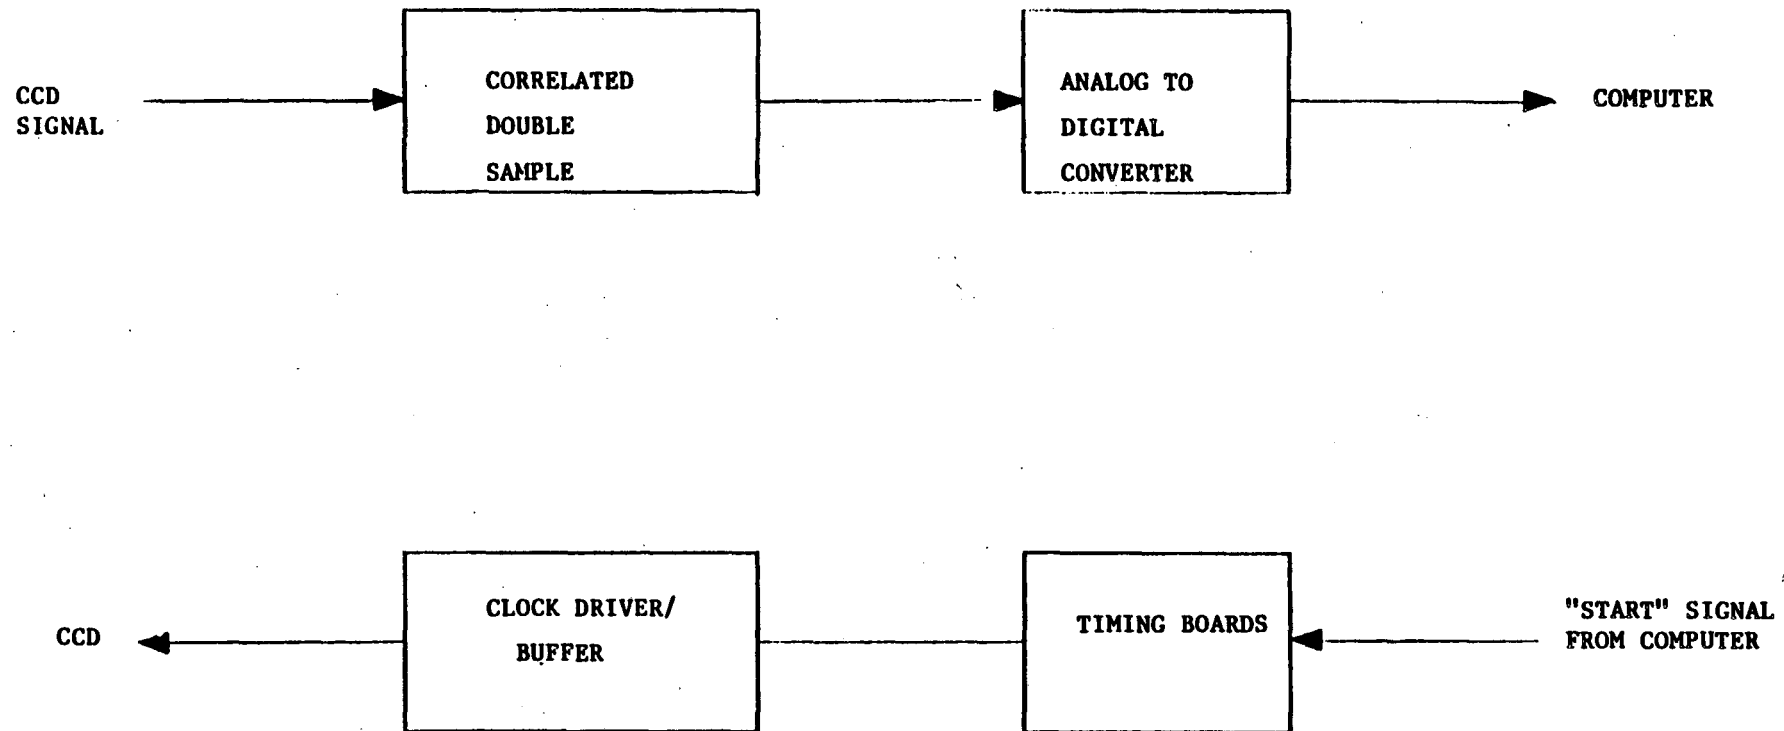 CCD
SIGNAL
CORRELATED
DOUBLE
SAMPLE
ANALOG TO
DIGITAL
CONVERTER
COMPUTER
CCD
CLOCK DRIVER/
BUFFER
TIMING BOARDS
"START" SIGNAL
FROM COMPUTER